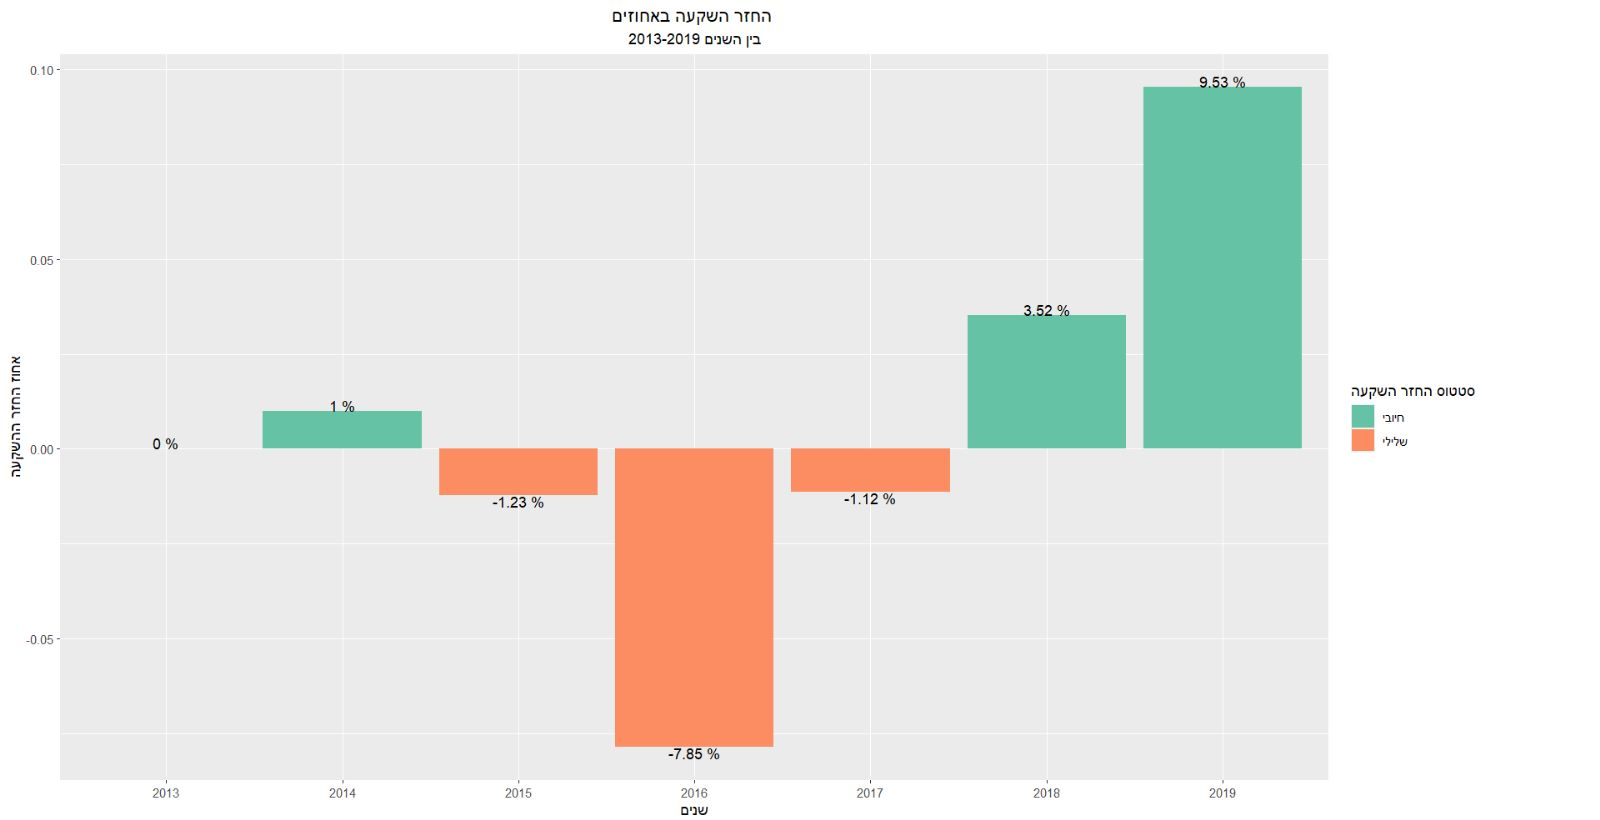 החזר השקעה באחוזים
בין השנים 2013-2019
0.10
0.05
0.00
-0.05
אחוז החזר ההשקעה
0 %
1 %
-1.23 %
-7.85 %
-1.12 %
3.52 %
9.53 %
2013
2014
2015
2016
2017
2018
2019
שנים
סטטוס החזר השקעה
חיובי
שלילי